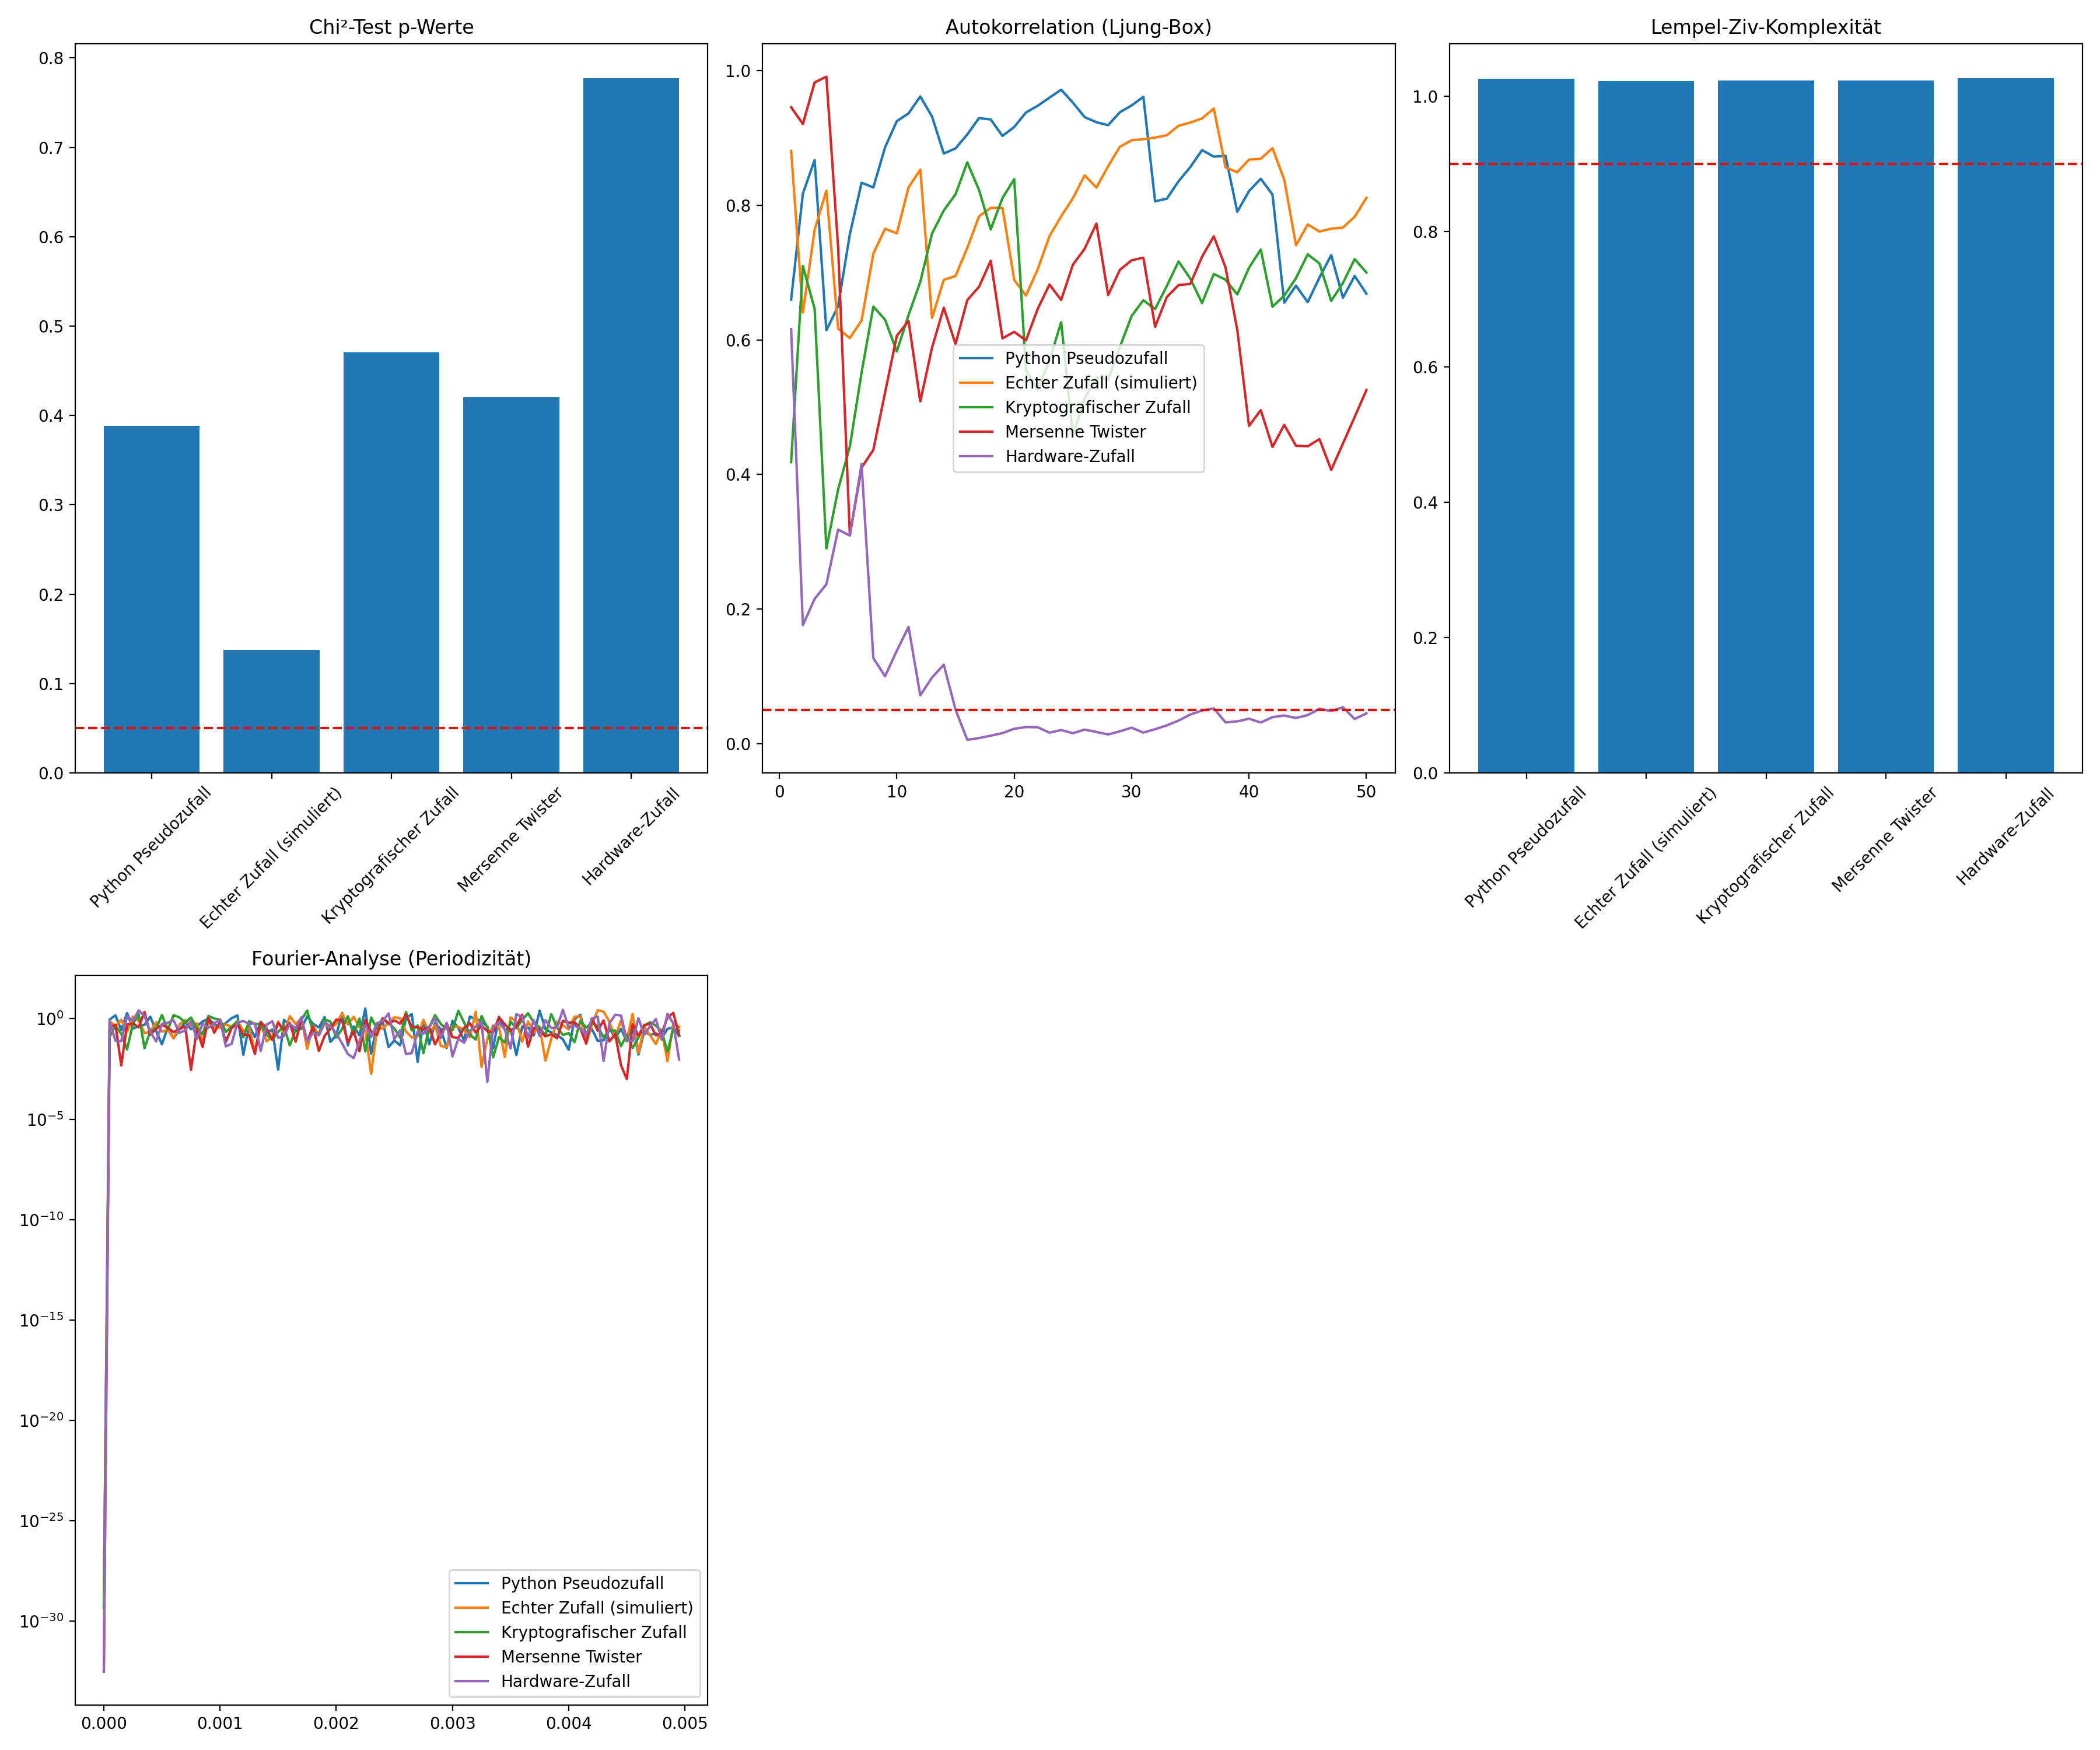 Chi²-Test p-Werte
0.8
0.7
0.6
0.5
0.4
0.3
0.2
0.1
0.0
Python Pseudozufall
Echter Zufall (simuliert)
Kryptografischer Zufall
Mersenne Twister
Hardware-Zufall
Autokorrelation (Ljung-Box)
1.0
0.8
0.6
0.4
0.2
0.0
Python Pseudozufall
Echter Zufall (simuliert)
Kryptografischer Zufall
Mersenne Twister
Hardware-Zufall
0 10 20 30 40 50
Lempel-Ziv-Komplexität
1.0
0.8
0.6
0.4
0.2
0.0
Python Pseudozufall
Echter Zufall (simuliert)
Kryptografischer Zufall
Mersenne Twister
Hardware-Zufall
Fourier-Analyse (Periodizität)
10⁰
10⁻⁵
10⁻¹⁰
10⁻¹⁵
10⁻²⁰
10⁻²⁵
10⁻³⁰
Python Pseudozufall
Echter Zufall (simuliert)
Kryptografischer Zufall
Mersenne Twister
Hardware-Zufall
0.000 0.001 0.002 0.003 0.004 0.005